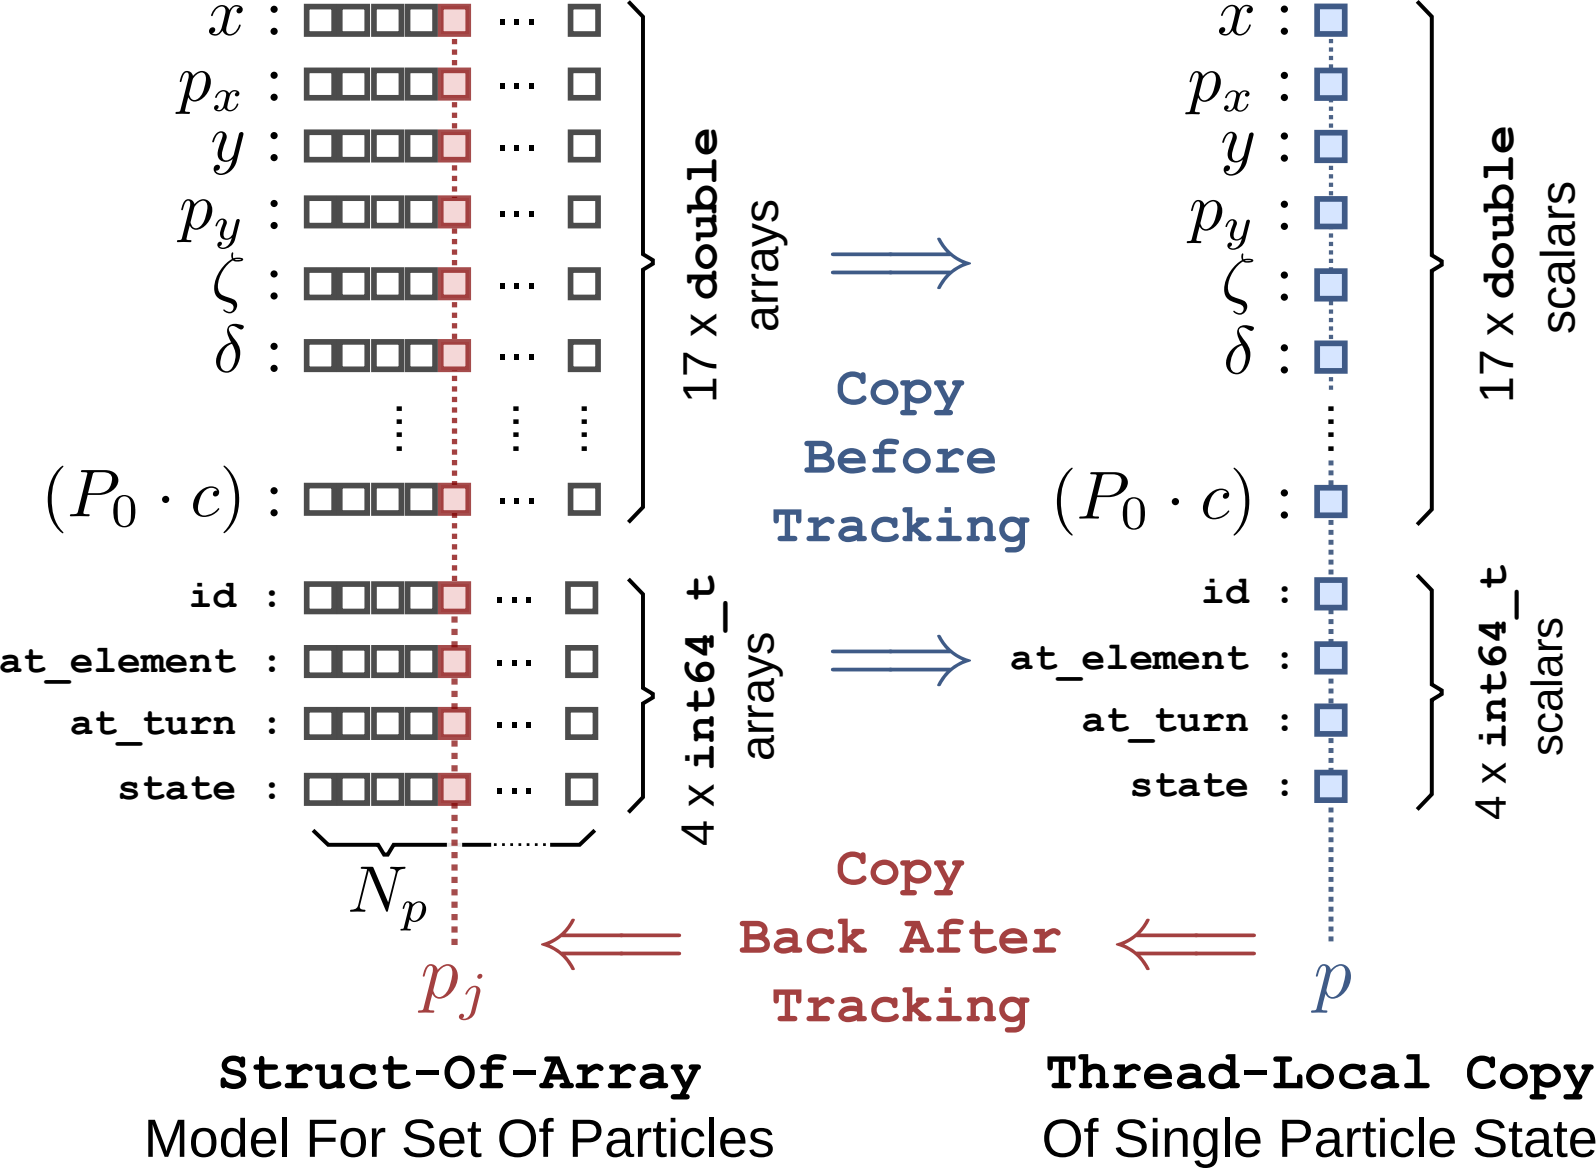 x :
p_x :
y :
p_y :
ζ :
δ :
(P_0 · c) :
id :
at_element :
at_turn :
state :
N_p
p_j
17 x double
arrays
4 x int64_t
arrays
Copy
Before
Tracking
Copy
Back After
Tracking
x :
p_x :
y :
p_y :
ζ :
δ :
(P_0 · c) :
id :
at_element :
at_turn :
state :
p
17 x double
scalars
4 x int64_t
scalars
Struct-Of-Array
Model For Set Of Particles
Thread-Local Copy
Of Single Particle State